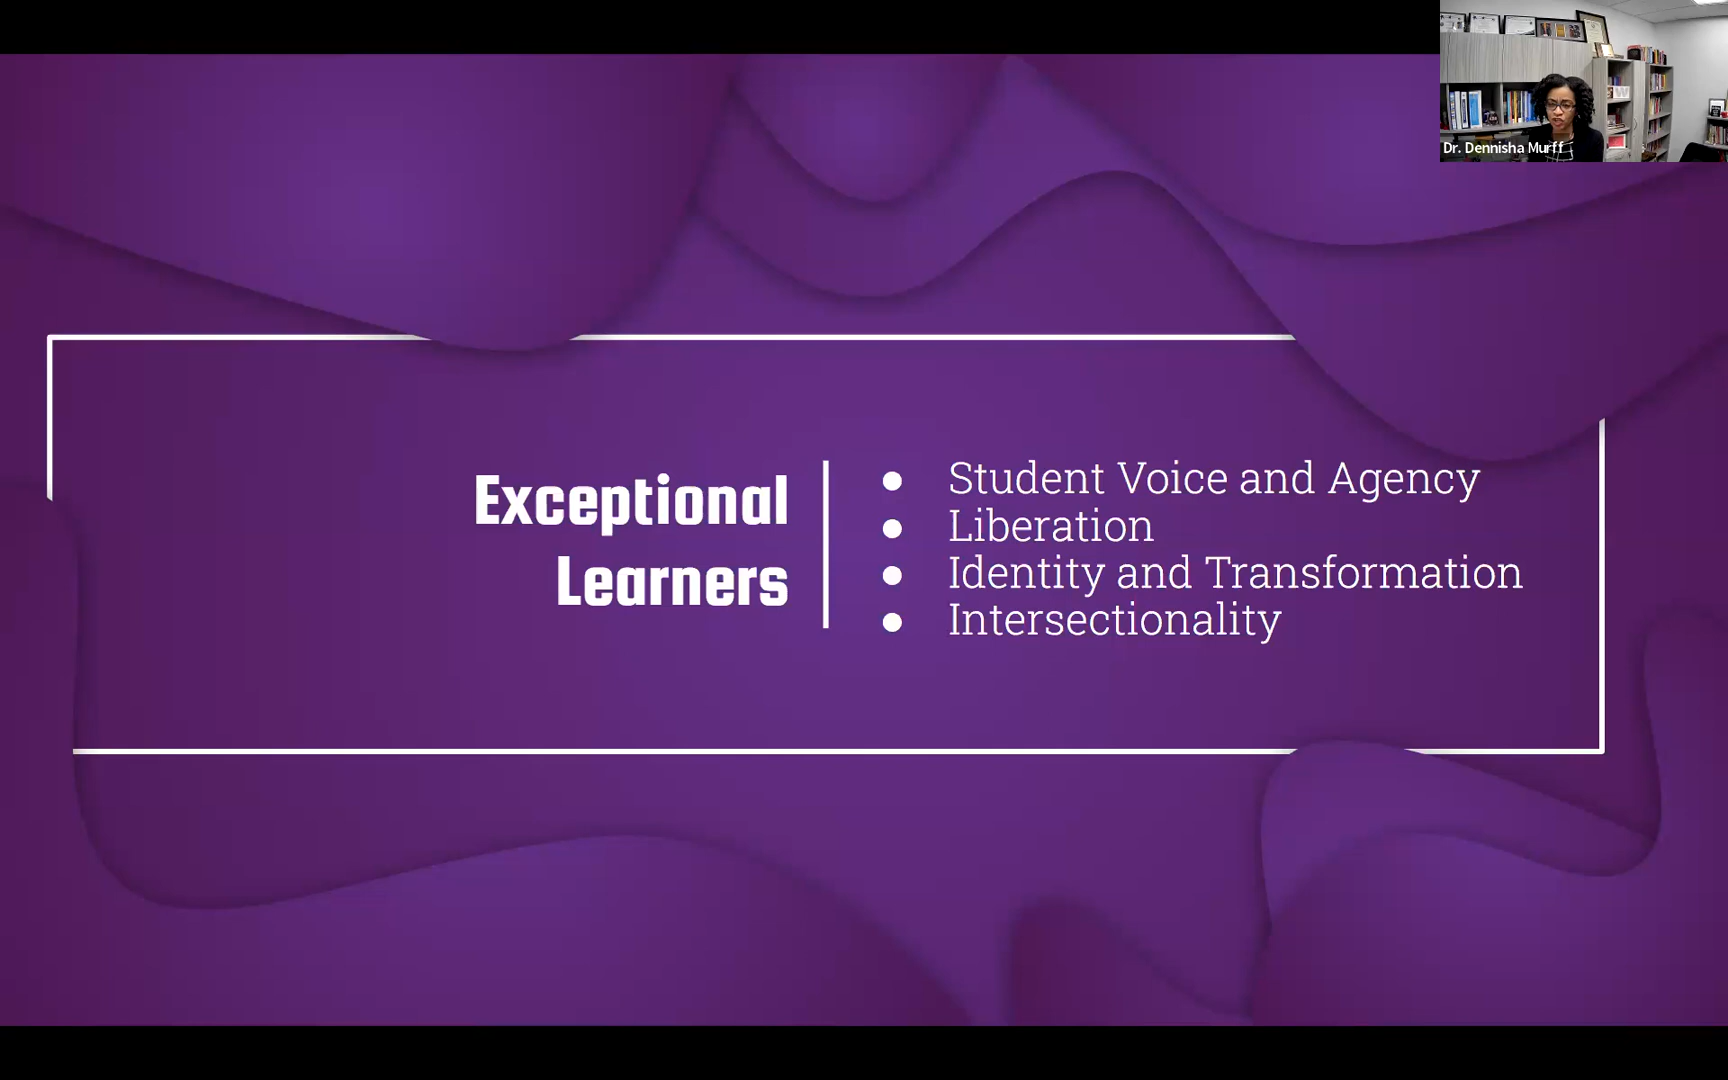 Dr. Dennisha Murff
Exceptional
Learners
● Student Voice and Agency
● Liberation
● Identity and Transformation
● Intersectionality